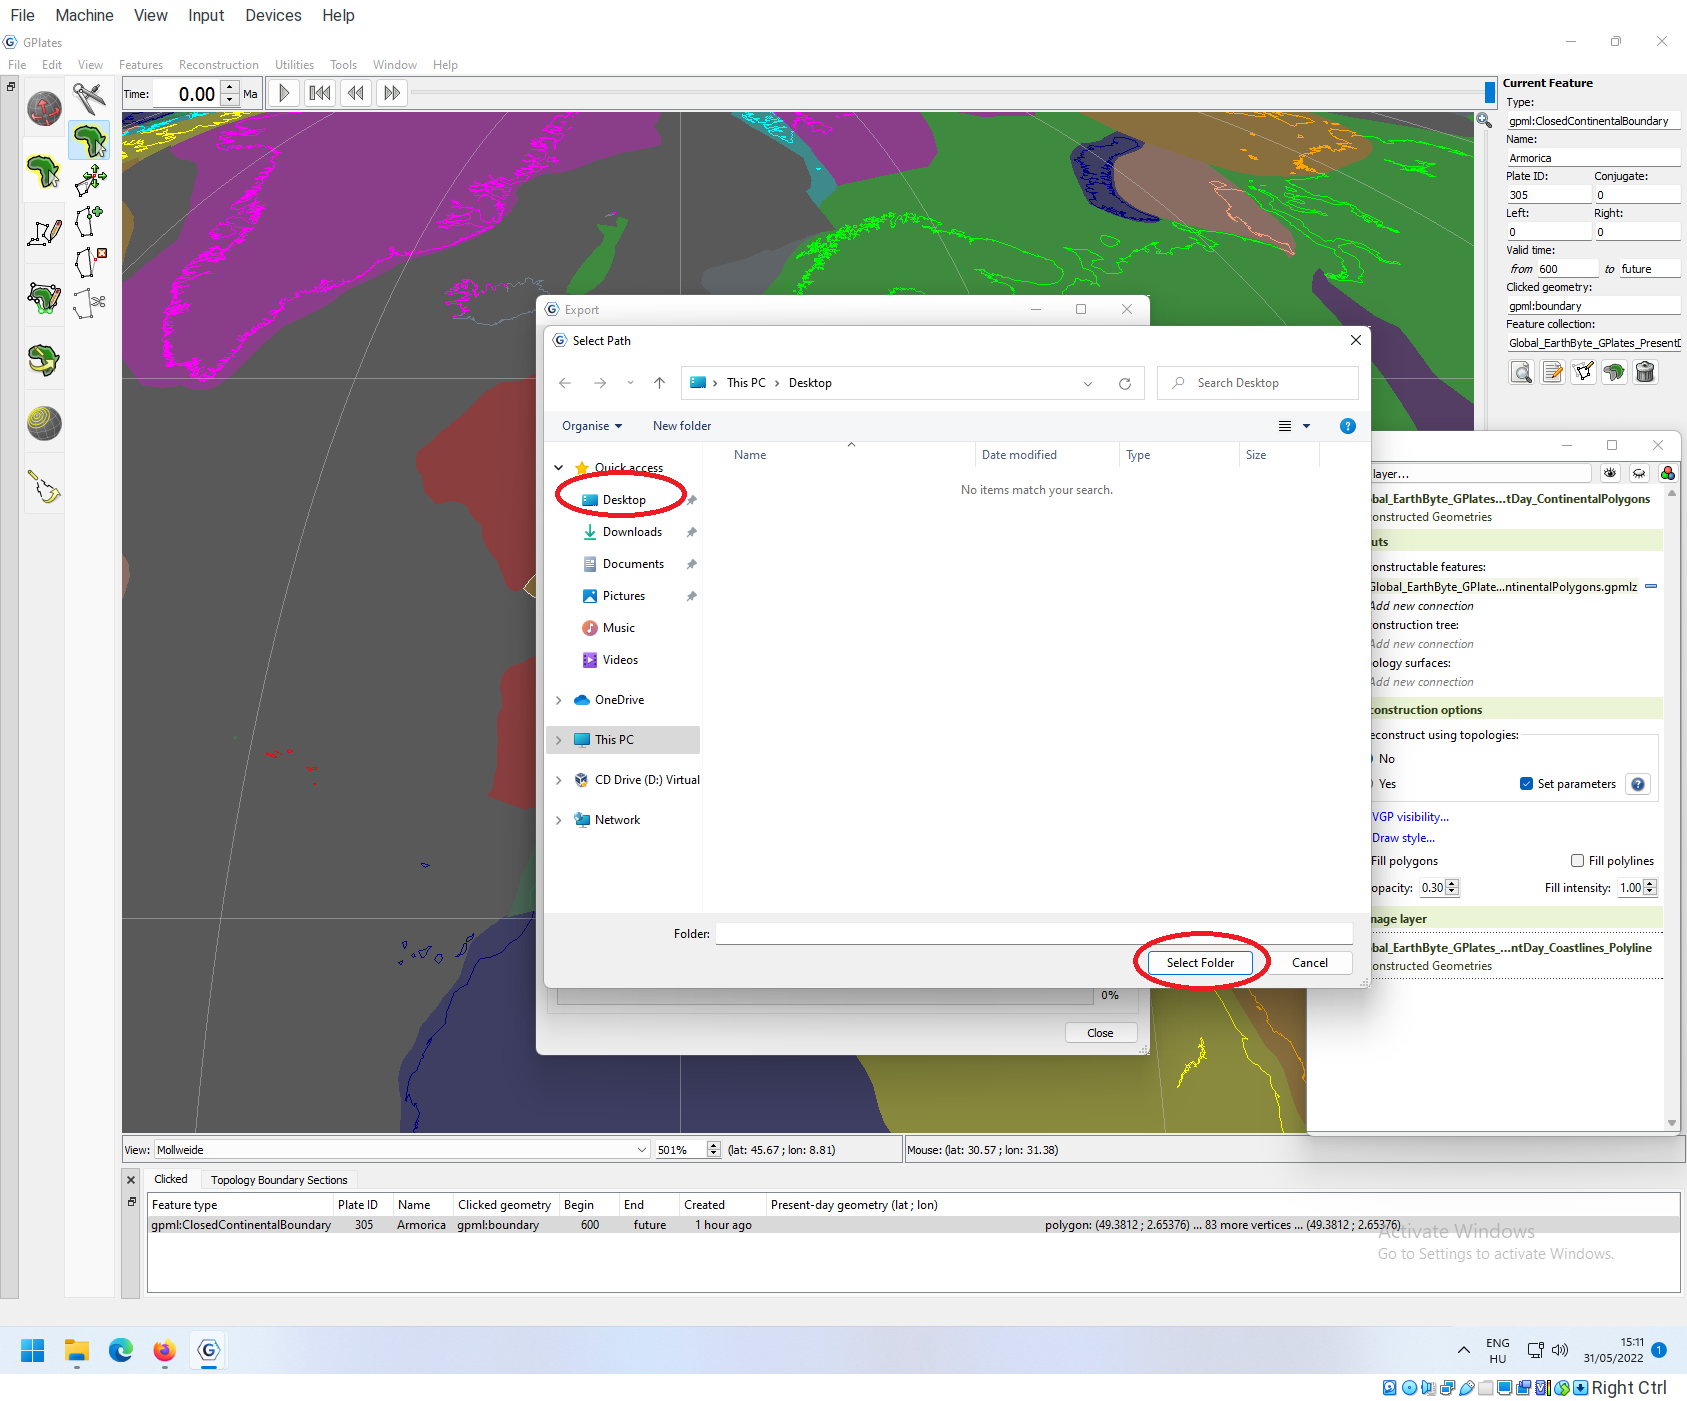 File Machine View Input Devices Help
GPlates
File Edit View Features Reconstruction Utilities Tools Window Help
Time: 0.00 Ma
Current Feature
Type:
gpml:ClosedContinentalBoundary
Name:
Armorica
Plate ID: Conjugate:
305 0
Left: Right:
0 0
Valid time:
from 600 to future
Clicked geometry:
gpml:boundary
Feature collection:
Global_EarthByte_GPlates_PresentD
Export
Select Path
This PC > Desktop
Search Desktop
Organise New folder
Name Date modified Type Size
No items match your search.
Quick access
Desktop
Downloads
Documents
Pictures
Music
Videos
OneDrive
This PC
CD Drive (D:) Virtual
Network
Folder:
Select Folder Cancel
0%
Close
layer...
bal_EarthByte_GPlates...tDay_ContinentalPolygons
onstructed Geometries
uts
onstructable features:
Global_EarthByte_GPlate...ntinentalPolygons.gpmlz
Add new connection
onstruction tree:
Add new connection
ology surfaces:
Add new connection
onstruction options
econstruct using topologies:
No
Yes Set parameters
VGP visibility...
Draw style...
Fill polygons Fill polylines
opacity: 0.30 Fill intensity: 1.00
nage layer
bal_EarthByte_GPlates_...ntDay_Coastlines_Polyline
onstructed Geometries
View: Mollweide 501% (lat: 45.67 ; lon: 8.81) Mouse: (lat: 30.57 ; lon: 31.38)
Clicked Topology Boundary Sections
Feature type Plate ID Name Clicked geometry Begin End Created Present-day geometry (lat ; lon)
gpml:ClosedContinentalBoundary 305 Armorica gpml:boundary 600 future 1 hour ago polygon: (49.3812 ; 2.65376) ... 83 more vertices ... (49.3812 ; 2.65376)
Activate Windows
Go to Settings to activate Windows.
ENG
HU
15:11
31/05/2022
1
Right Ctrl